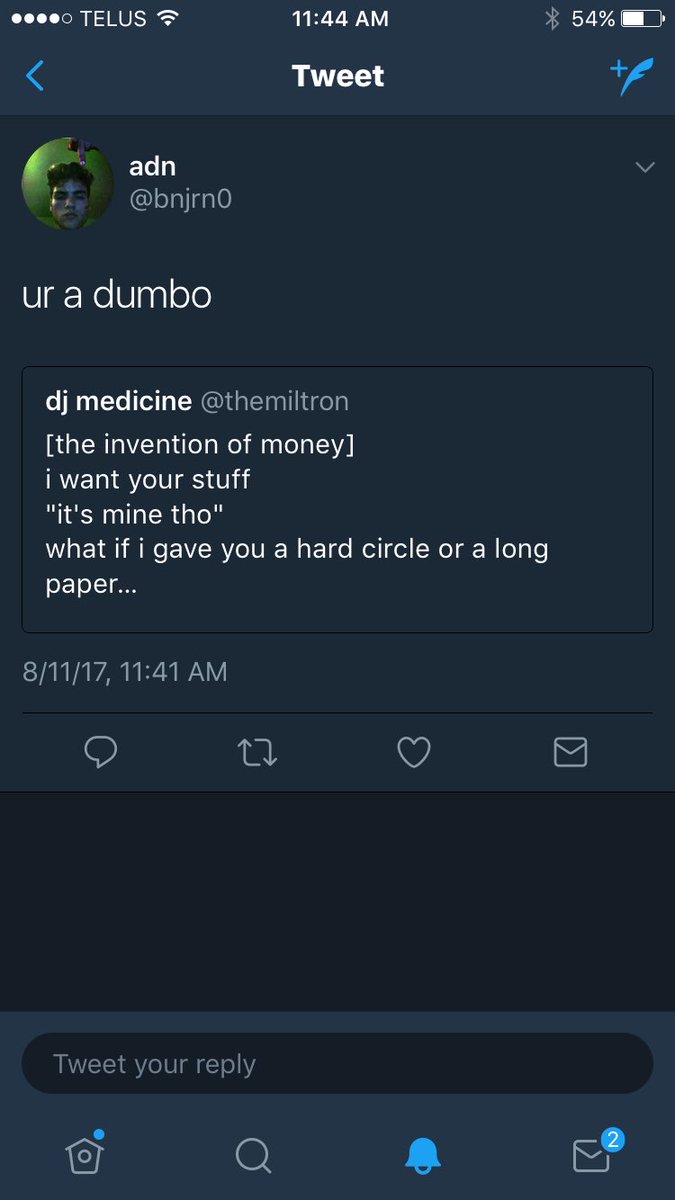 TELUS 11:44 AM 54%
Tweet
adn
@bnjrn0
ur a dumbo
dj medicine @themiltron
[the invention of money]
i want your stuff
"it's mine tho"
what if i gave you a hard circle or a long
paper...
8/11/17, 11:41 AM
Tweet your reply
2